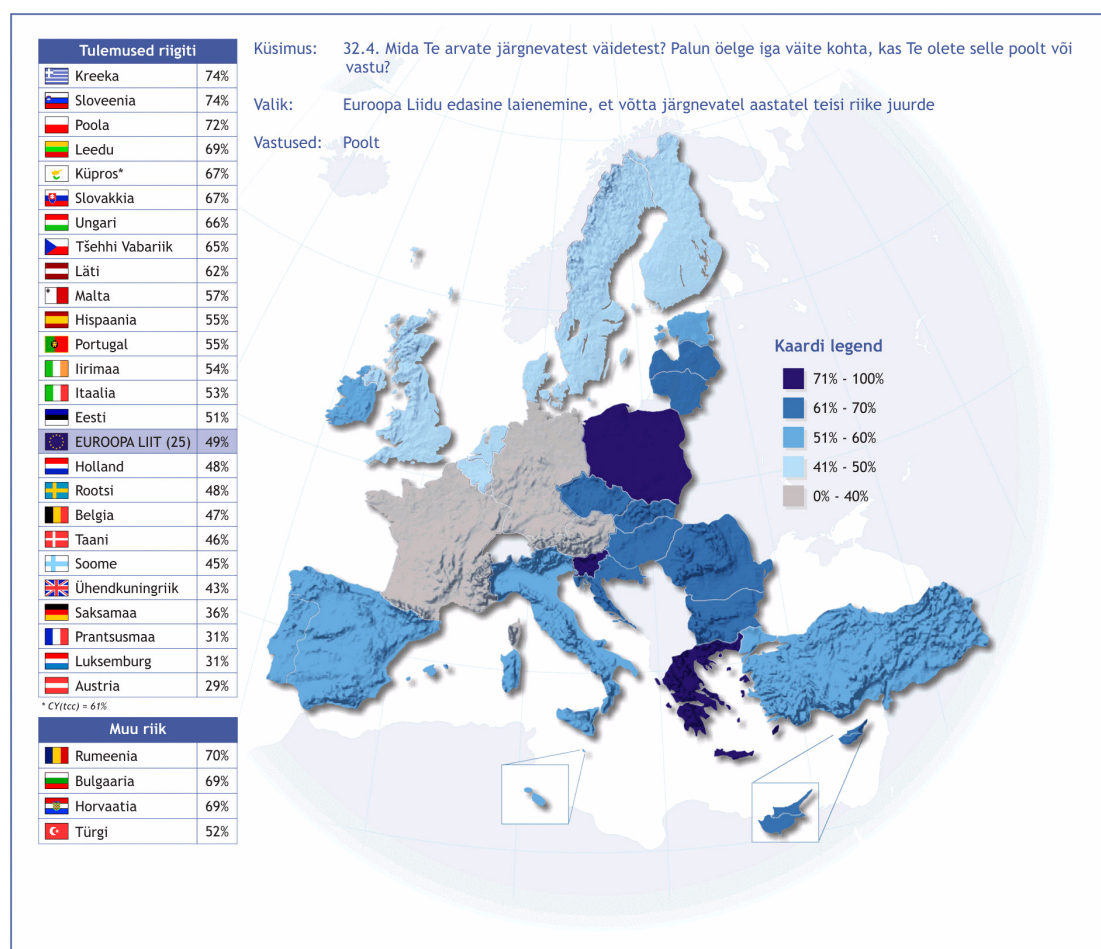 Küsimus: 32.4. Mida Te arvate järgnevatest väidetest? Palun öelge iga väite kohta, kas Te olete selle poolt või
vastu?
Valik: Euroopa Liidu edasine laienemine, et võtta järgnevatel aastatel teisi riike juurde
Vastused: Poolt
Tulemused riigiti
Kreeka 74%
Sloveenia 74%
Poola 72%
Leedu 69%
Küpros* 67%
Slovakkia 67%
Ungari 66%
Tšehhi Vabariik 65%
Läti 62%
Malta 57%
Hispaania 55%
Portugal 55%
Iirimaa 54%
Itaalia 53%
Eesti 51%
EUROOPA LIIT (25) 49%
Holland 48%
Rootsi 48%
Belgia 47%
Taani 46%
Soome 45%
Ühendkuningriik 43%
Saksamaa 36%
Prantsusmaa 31%
Luksemburg 31%
Austria 29%
* CY(tcc) = 61%
Muu riik
Rumeenia 70%
Bulgaaria 69%
Horvaatia 69%
Türgi 52%
Kaardi legend
71% - 100%
61% - 70%
51% - 60%
41% - 50%
0% - 40%